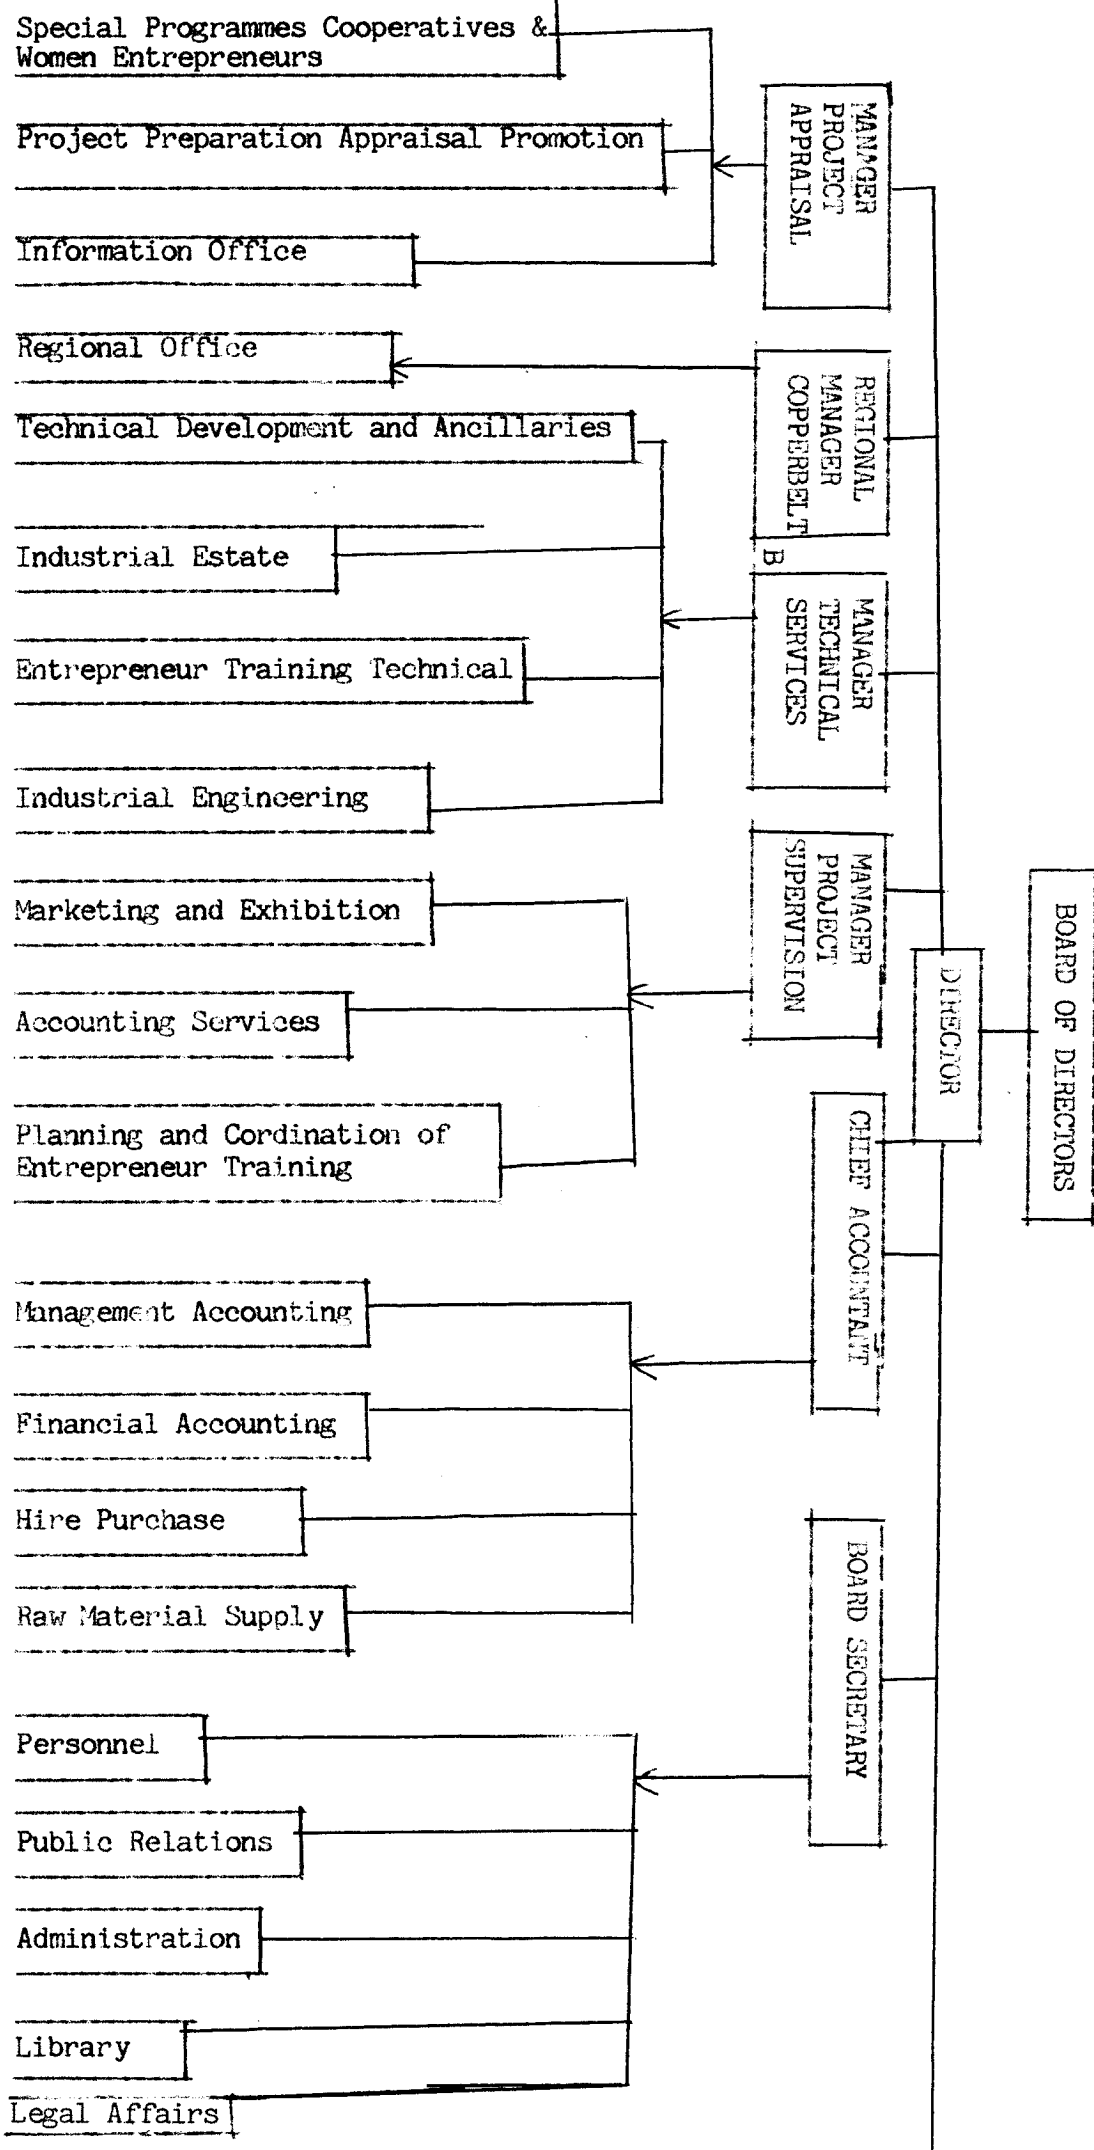 BOARD OF DIRECTORS
DIRECTOR
MANAGER
PROJECT
APPRAISAL
REGIONAL
MANAGER
COPPERBELT
B
MANAGER
TECHNICAL
SERVICES
MANAGER
PROJECT
SUPERVISION
CHIEF ACCOUNTANT
BOARD SECRETARY
Special Programmes Cooperatives &
Women Entrepreneurs
Project Preparation Appraisal Promotion
Information Office
Regional Office
Technical Development and Ancillaries
Industrial Estate
Entrepreneur Training Technical
Industrial Engineering
Marketing and Exhibition
Accounting Services
Planning and Cordination of
Entrepreneur Training
Management Accounting
Financial Accounting
Hire Purchase
Raw Material Supply
Personnel
Public Relations
Administration
Library
Legal Affairs